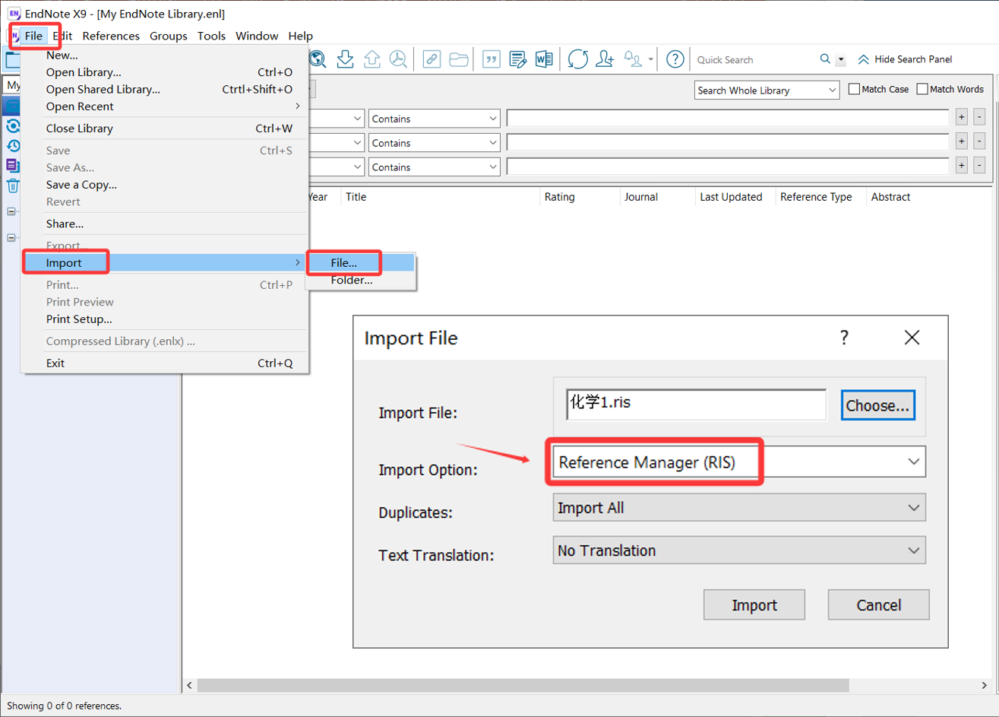 EndNote X9 - [My EndNote Library.enl]
File Edit References Groups Tools Window Help
New...
Open Library... Ctrl+O
Open Shared Library... Ctrtl+Shift+O
Open Recent
Close Library Ctrl+W
Save Ctrl+S
Save As...
Save a Copy...
Revert
Share...
Export...
Import
Print... Ctrl+P
Print Preview
Print Setup...
Compressed Library (.enlx) ...
Exit Ctrl+Q
File...
Folder...
My
Quick Search
Hide Search Panel
Search Whole Library
Match Case
Match Words
Contains
+ -
Contains
+ -
Contains
+ -
Year Title Rating Journal Last Updated Reference Type Abstract
Import File
?
Import File: 化学1.ris Choose...
Import Option: Reference Manager (RIS)
Duplicates: Import All
Text Translation: No Translation
Import Cancel
Showing 0 of 0 references.